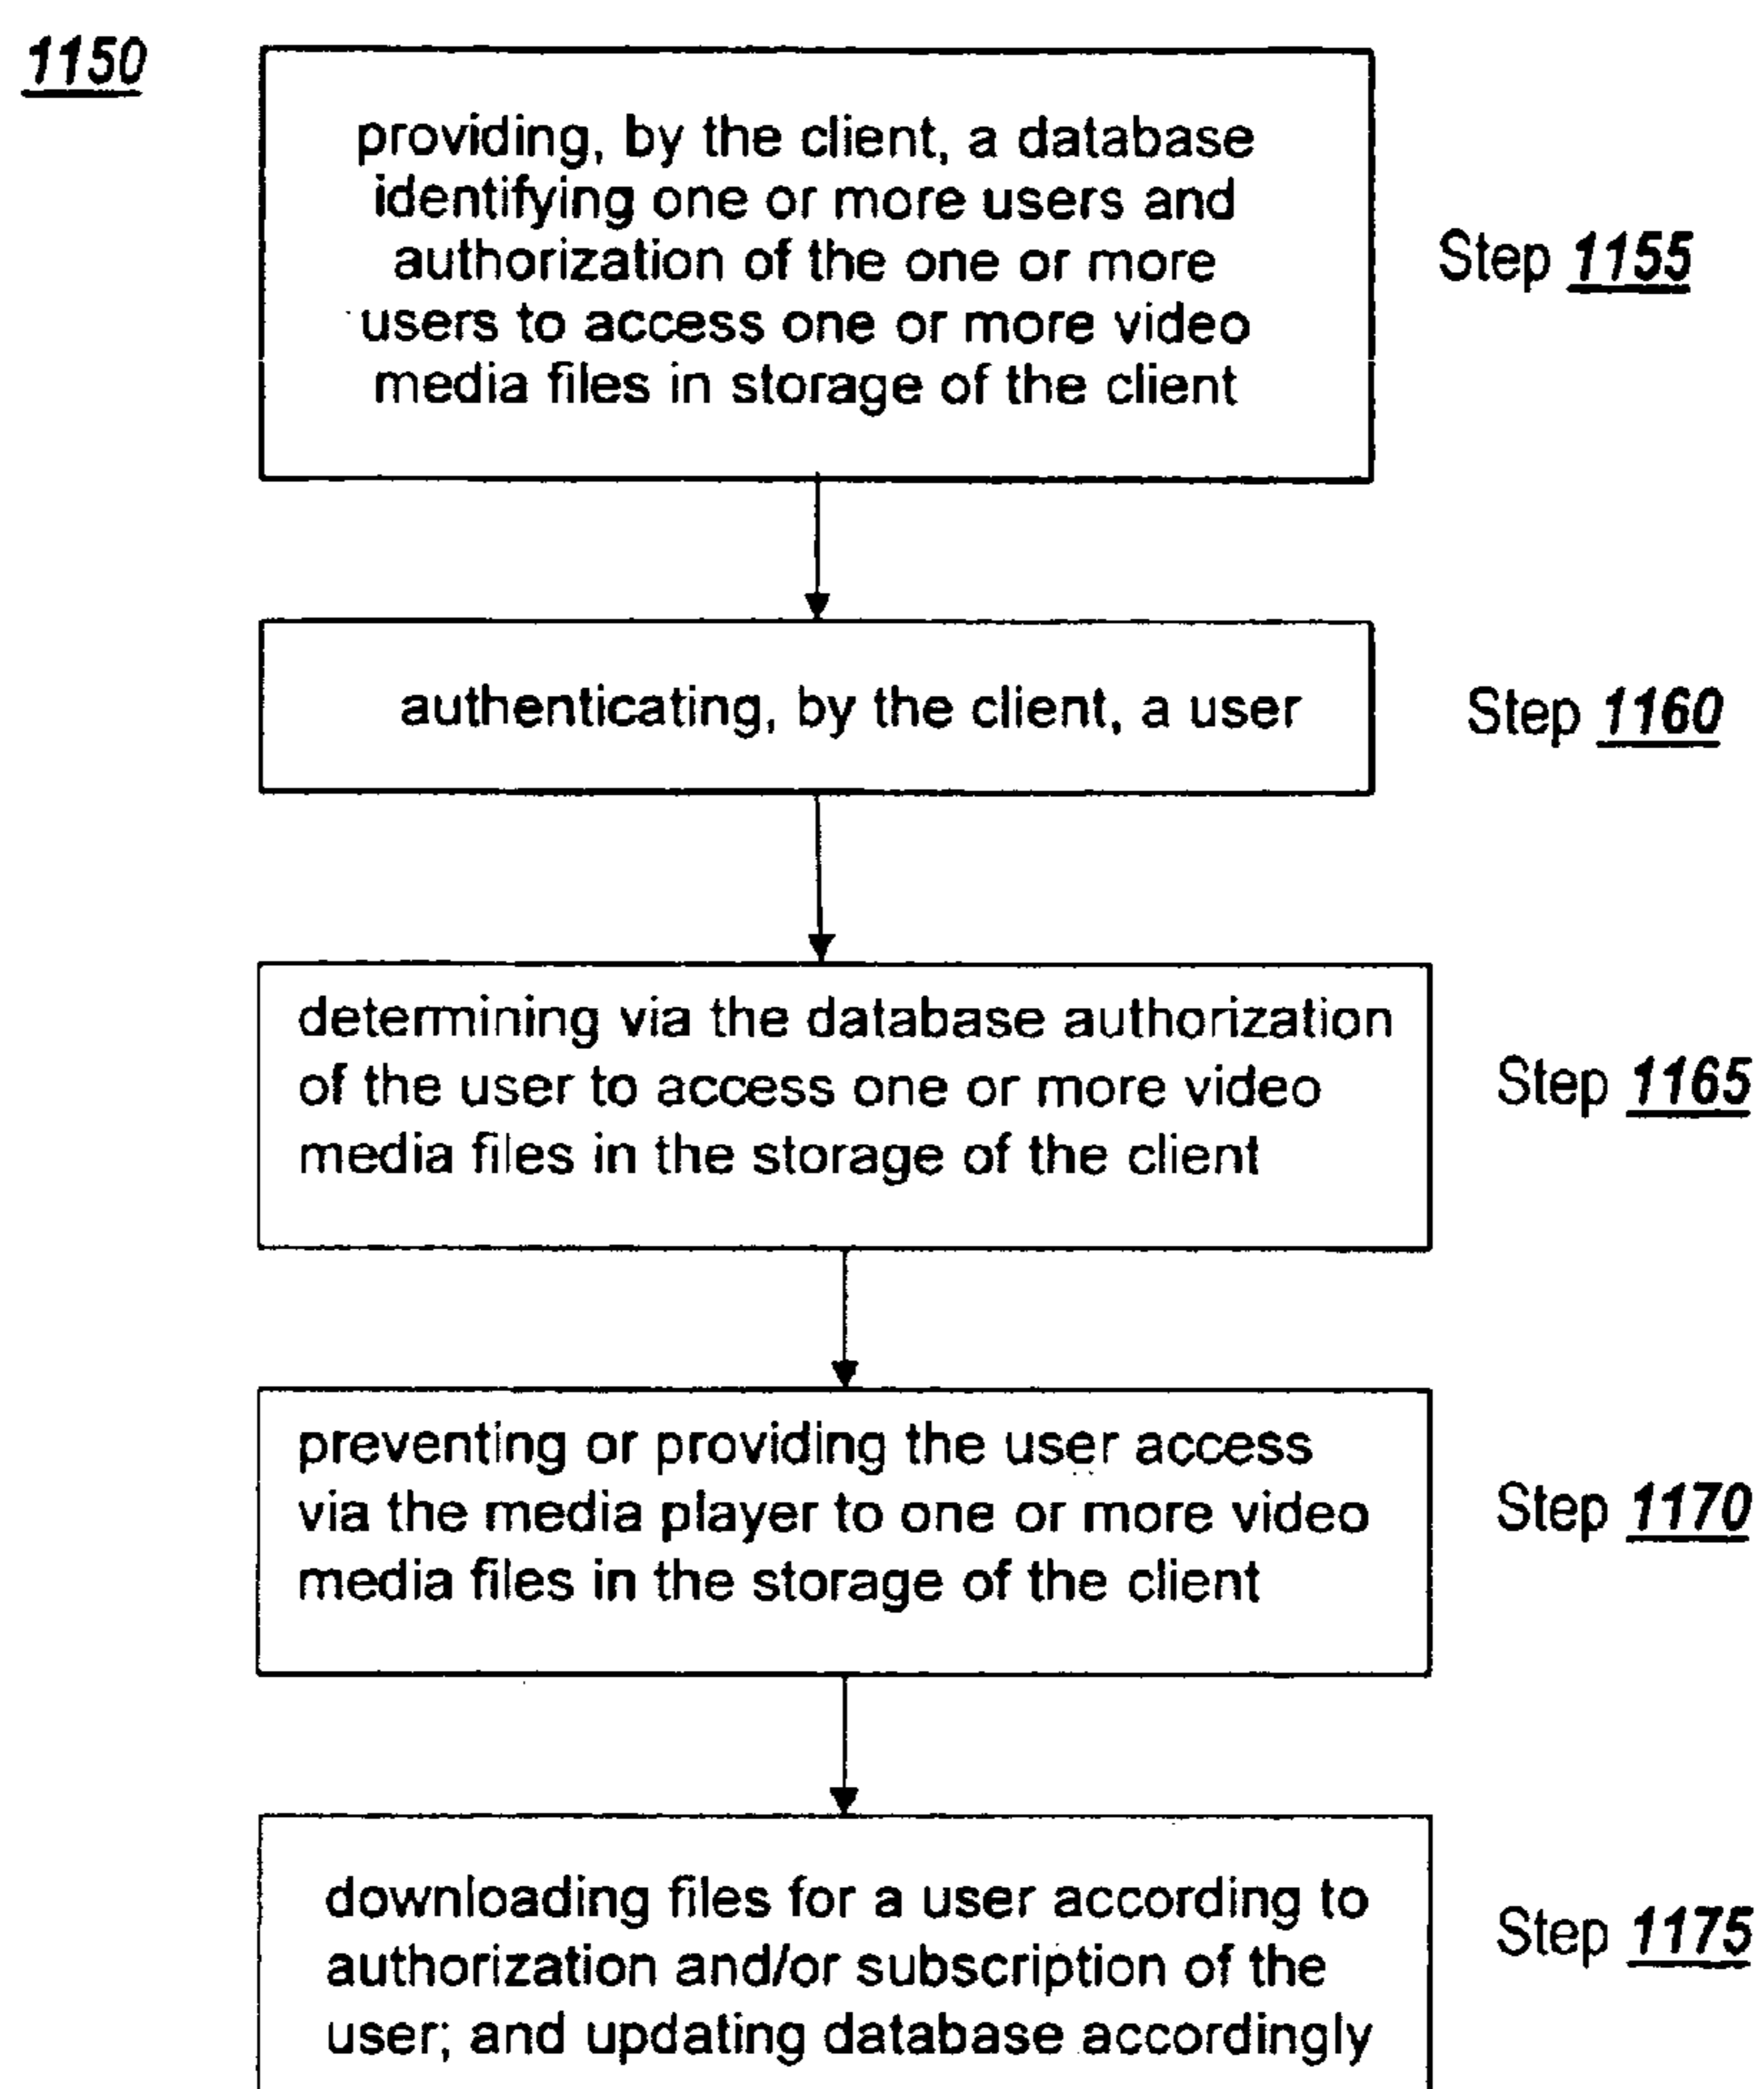 1150
providing, by the client, a database
identifying one or more users and
authorization of the one or more
users to access one or more video
media files in storage of the client
Step 1155
authenticating, by the client, a user
Step 1160
determining via the database authorization
of the user to access one or more video
media files in the storage of the client
Step 1165
preventing or providing the user access
via the media player to one or more video
media files in the storage of the client
Step 1170
downloading files for a user according to
authorization and/or subscription of the
user; and updating database accordingly
Step 1175